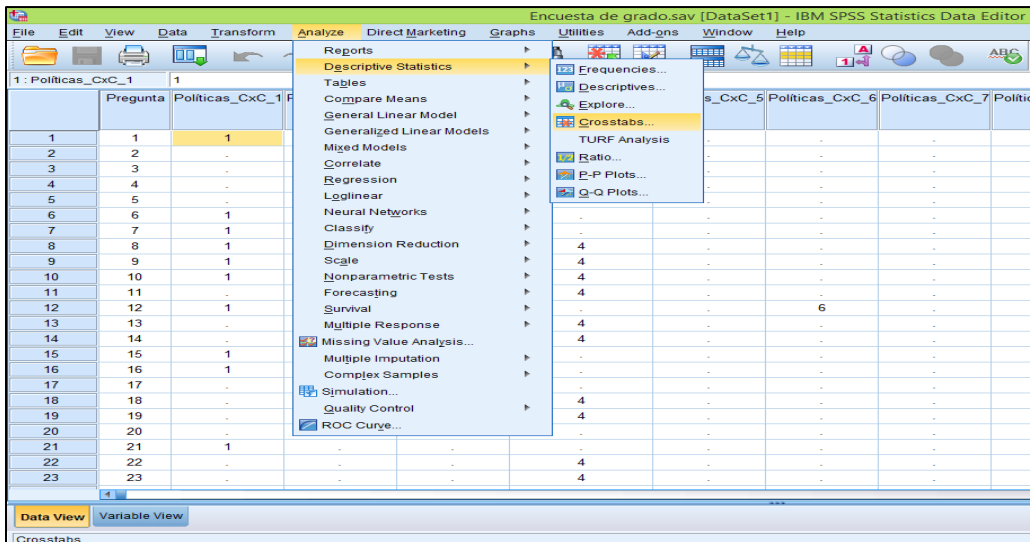 Encuesta de grado.sav [DataSet1] - IBM SPSS Statistics Data Editor
File Edit View Data Transform Analyze Direct Marketing Graphs Utilities Add-ons Window Help
1 : Políticas_CxC_1 1
Pregunta Políticas_CxC_1 s_CxC_5 Políticas_CxC_6 Políticas_CxC_7
Reports
Descriptive Statistics
Tables
Compare Means
General Linear Model
Generalized Linear Models
Mixed Models
Correlate
Regression
Loglinear
Neural Networks
Classify
Dimension Reduction
Scale
Nonparametric Tests
Forecasting
Survival
Multiple Response
Missing Value Analysis...
Multiple Imputation
Complex Samples
Simulation...
Quality Control
ROC Curve...
Frequencies...
Descriptives...
Explore...
Crosstabs...
TURF Analysis
Ratio...
P-P Plots...
Q-Q Plots...
1 1 1
2 2 .
3 3 .
4 4 .
5 5 .
6 6 1 . . .
7 7 1 . . . .
8 8 1 4 . . .
9 9 1 4 . . .
10 10 1 4 . . .
11 11 . 4 . . .
12 12 1 . . 6 .
13 13 . 4 . . .
14 14 . 4 . . .
15 15 1 . . . .
16 16 1 . . . .
17 17 . . . . .
18 18 . 4 . . .
19 19 . 4 . . .
20 20 . . . . .
21 21 1 . . . . . .
22 22 . . . 4 . . .
23 23 . . . 4 . . .
Data View Variable View
Crosstabs